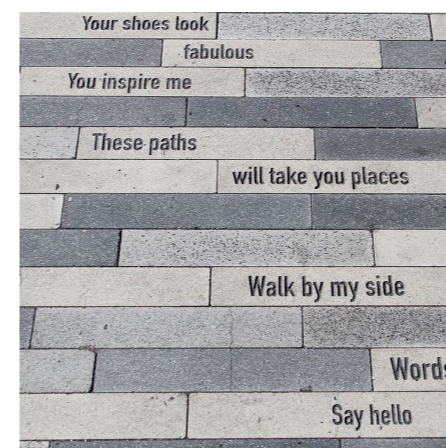 Your shoes look
fabulous
You inspire me
These paths
will take you places
Walk by my side
Words
Say hello